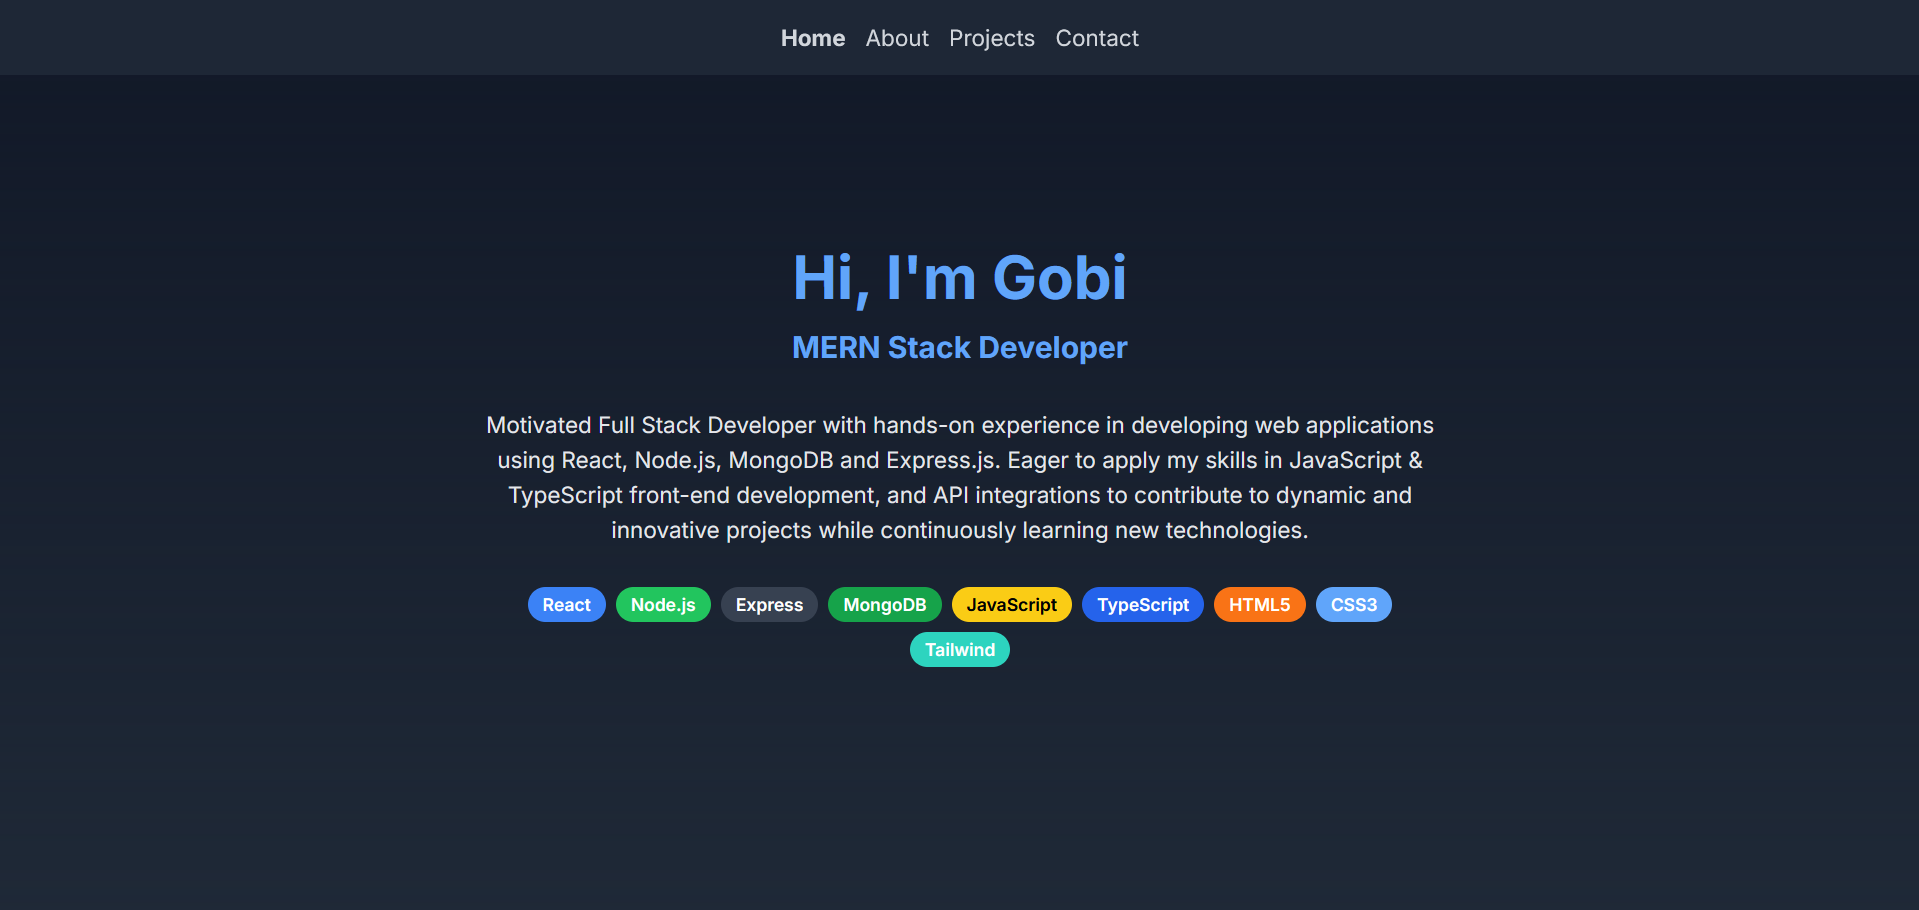 Home About Projects Contact
Hi, I'm Gobi
MERN Stack Developer
Motivated Full Stack Developer with hands-on experience in developing web applications
using React, Node.js, MongoDB and Express.js. Eager to apply my skills in JavaScript &
TypeScript front-end development, and API integrations to contribute to dynamic and
innovative projects while continuously learning new technologies.
React Node.js Express MongoDB JavaScript TypeScript HTML5 CSS3
Tailwind